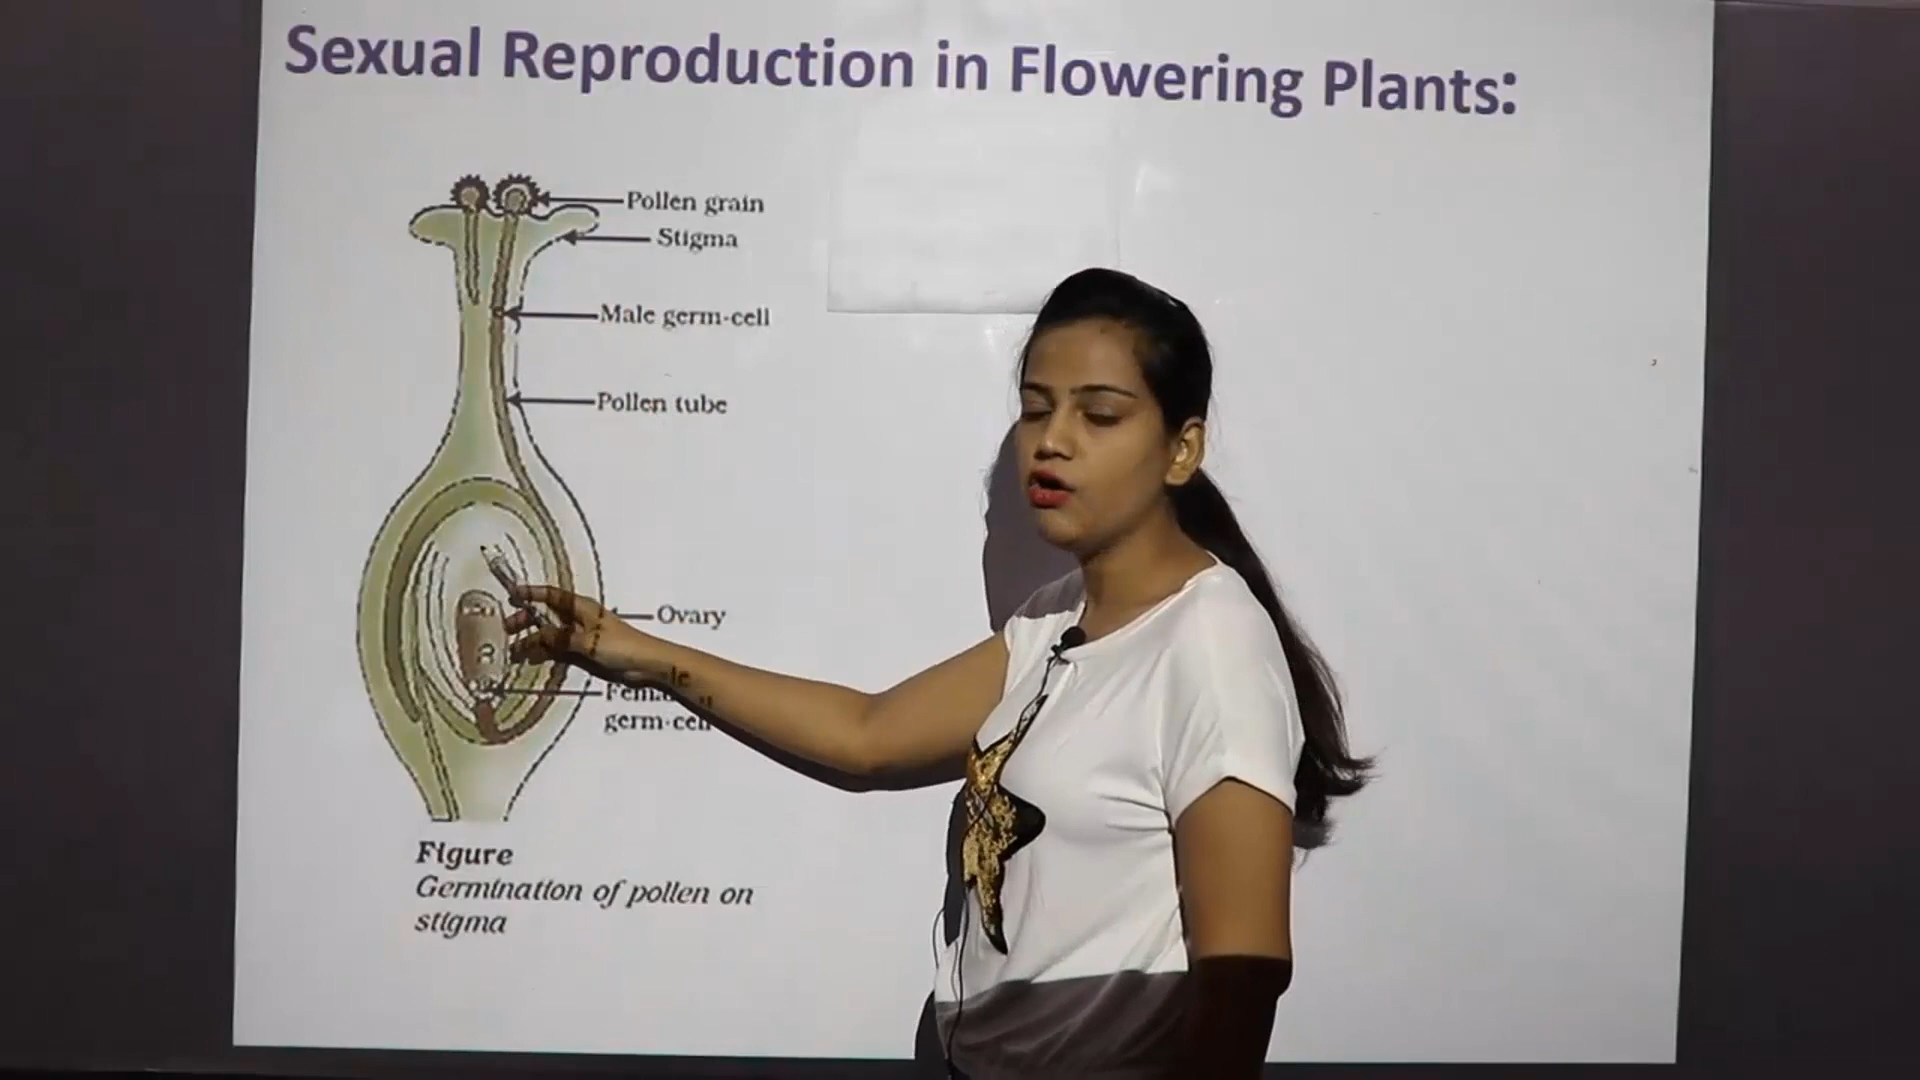 Sexual Reproduction in Flowering Plants:
Pollen grain
Stigma
Male germ-cell
Pollen tube
Ovary
germ-cell
Figure
Germination of pollen on
stigma